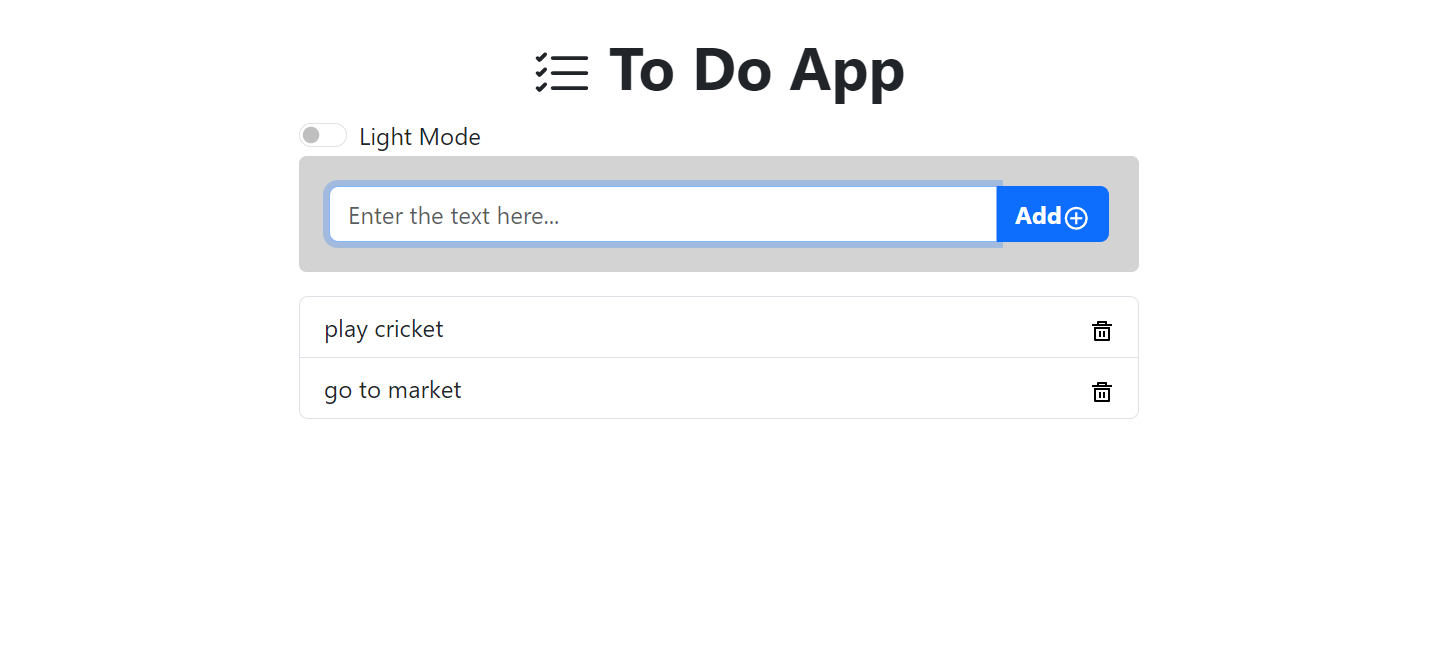 To Do App
Light Mode
Enter the text here...
Add
play cricket
go to market